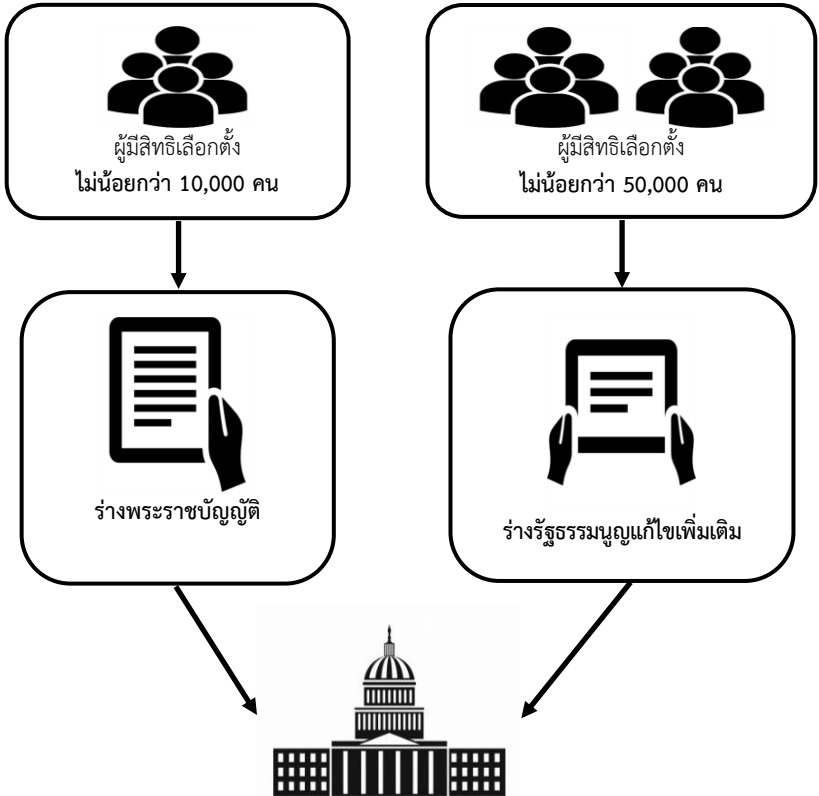 ผู้มีสิทธิเลือกตั้ง
ไม่น้อยกว่า 10,000 คน
ผู้มีสิทธิเลือกตั้ง
ไม่น้อยกว่า 50,000 คน
ร่างพระราชบัญญัติ
ร่างรัฐธรรมนูญแก้ไขเพิ่มเติม